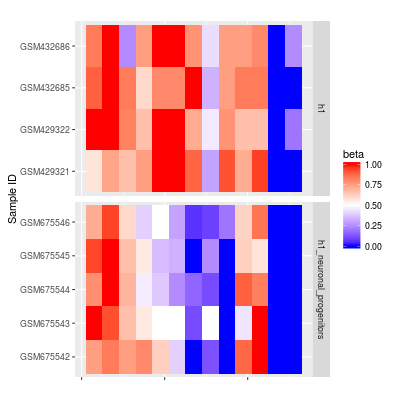 Sample ID
GSM432686
GSM432685
GSM429322
GSM429321
h1
GSM675546
GSM675545
GSM675544
GSM675543
GSM675542
h1_neuronal_progenitors
beta
1.00
0.75
0.50
0.25
0.00